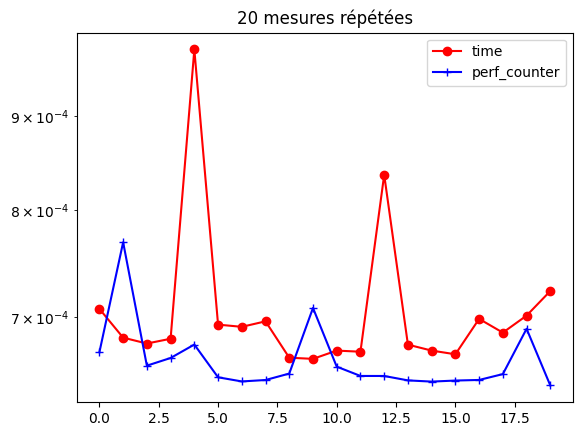 20 mesures répétées
time
perf_counter
9 × 10⁻⁴
8 × 10⁻⁴
7 × 10⁻⁴
0.0 2.5 5.0 7.5 10.0 12.5 15.0 17.5